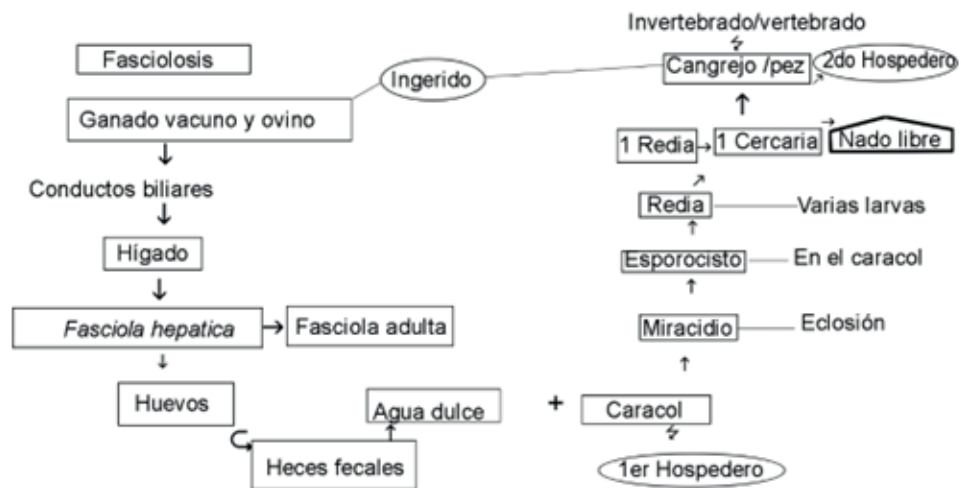 Fasciolosis
Ganado vacuno y ovino
Ingerido
Conductos biliares
Hígado
Fasciola hepatica
Fasciola adulta
Huevos
Heces fecales
Agua dulce
+
Caracol
1er Hospedero
Miracidio
Eclosión
Esporocisto
En el caracol
Redia
Varias larvas
1 Redia
1 Cercaria
Nado libre
Cangrejo /pez
2do Hospedero
Invertebrado/vertebrado